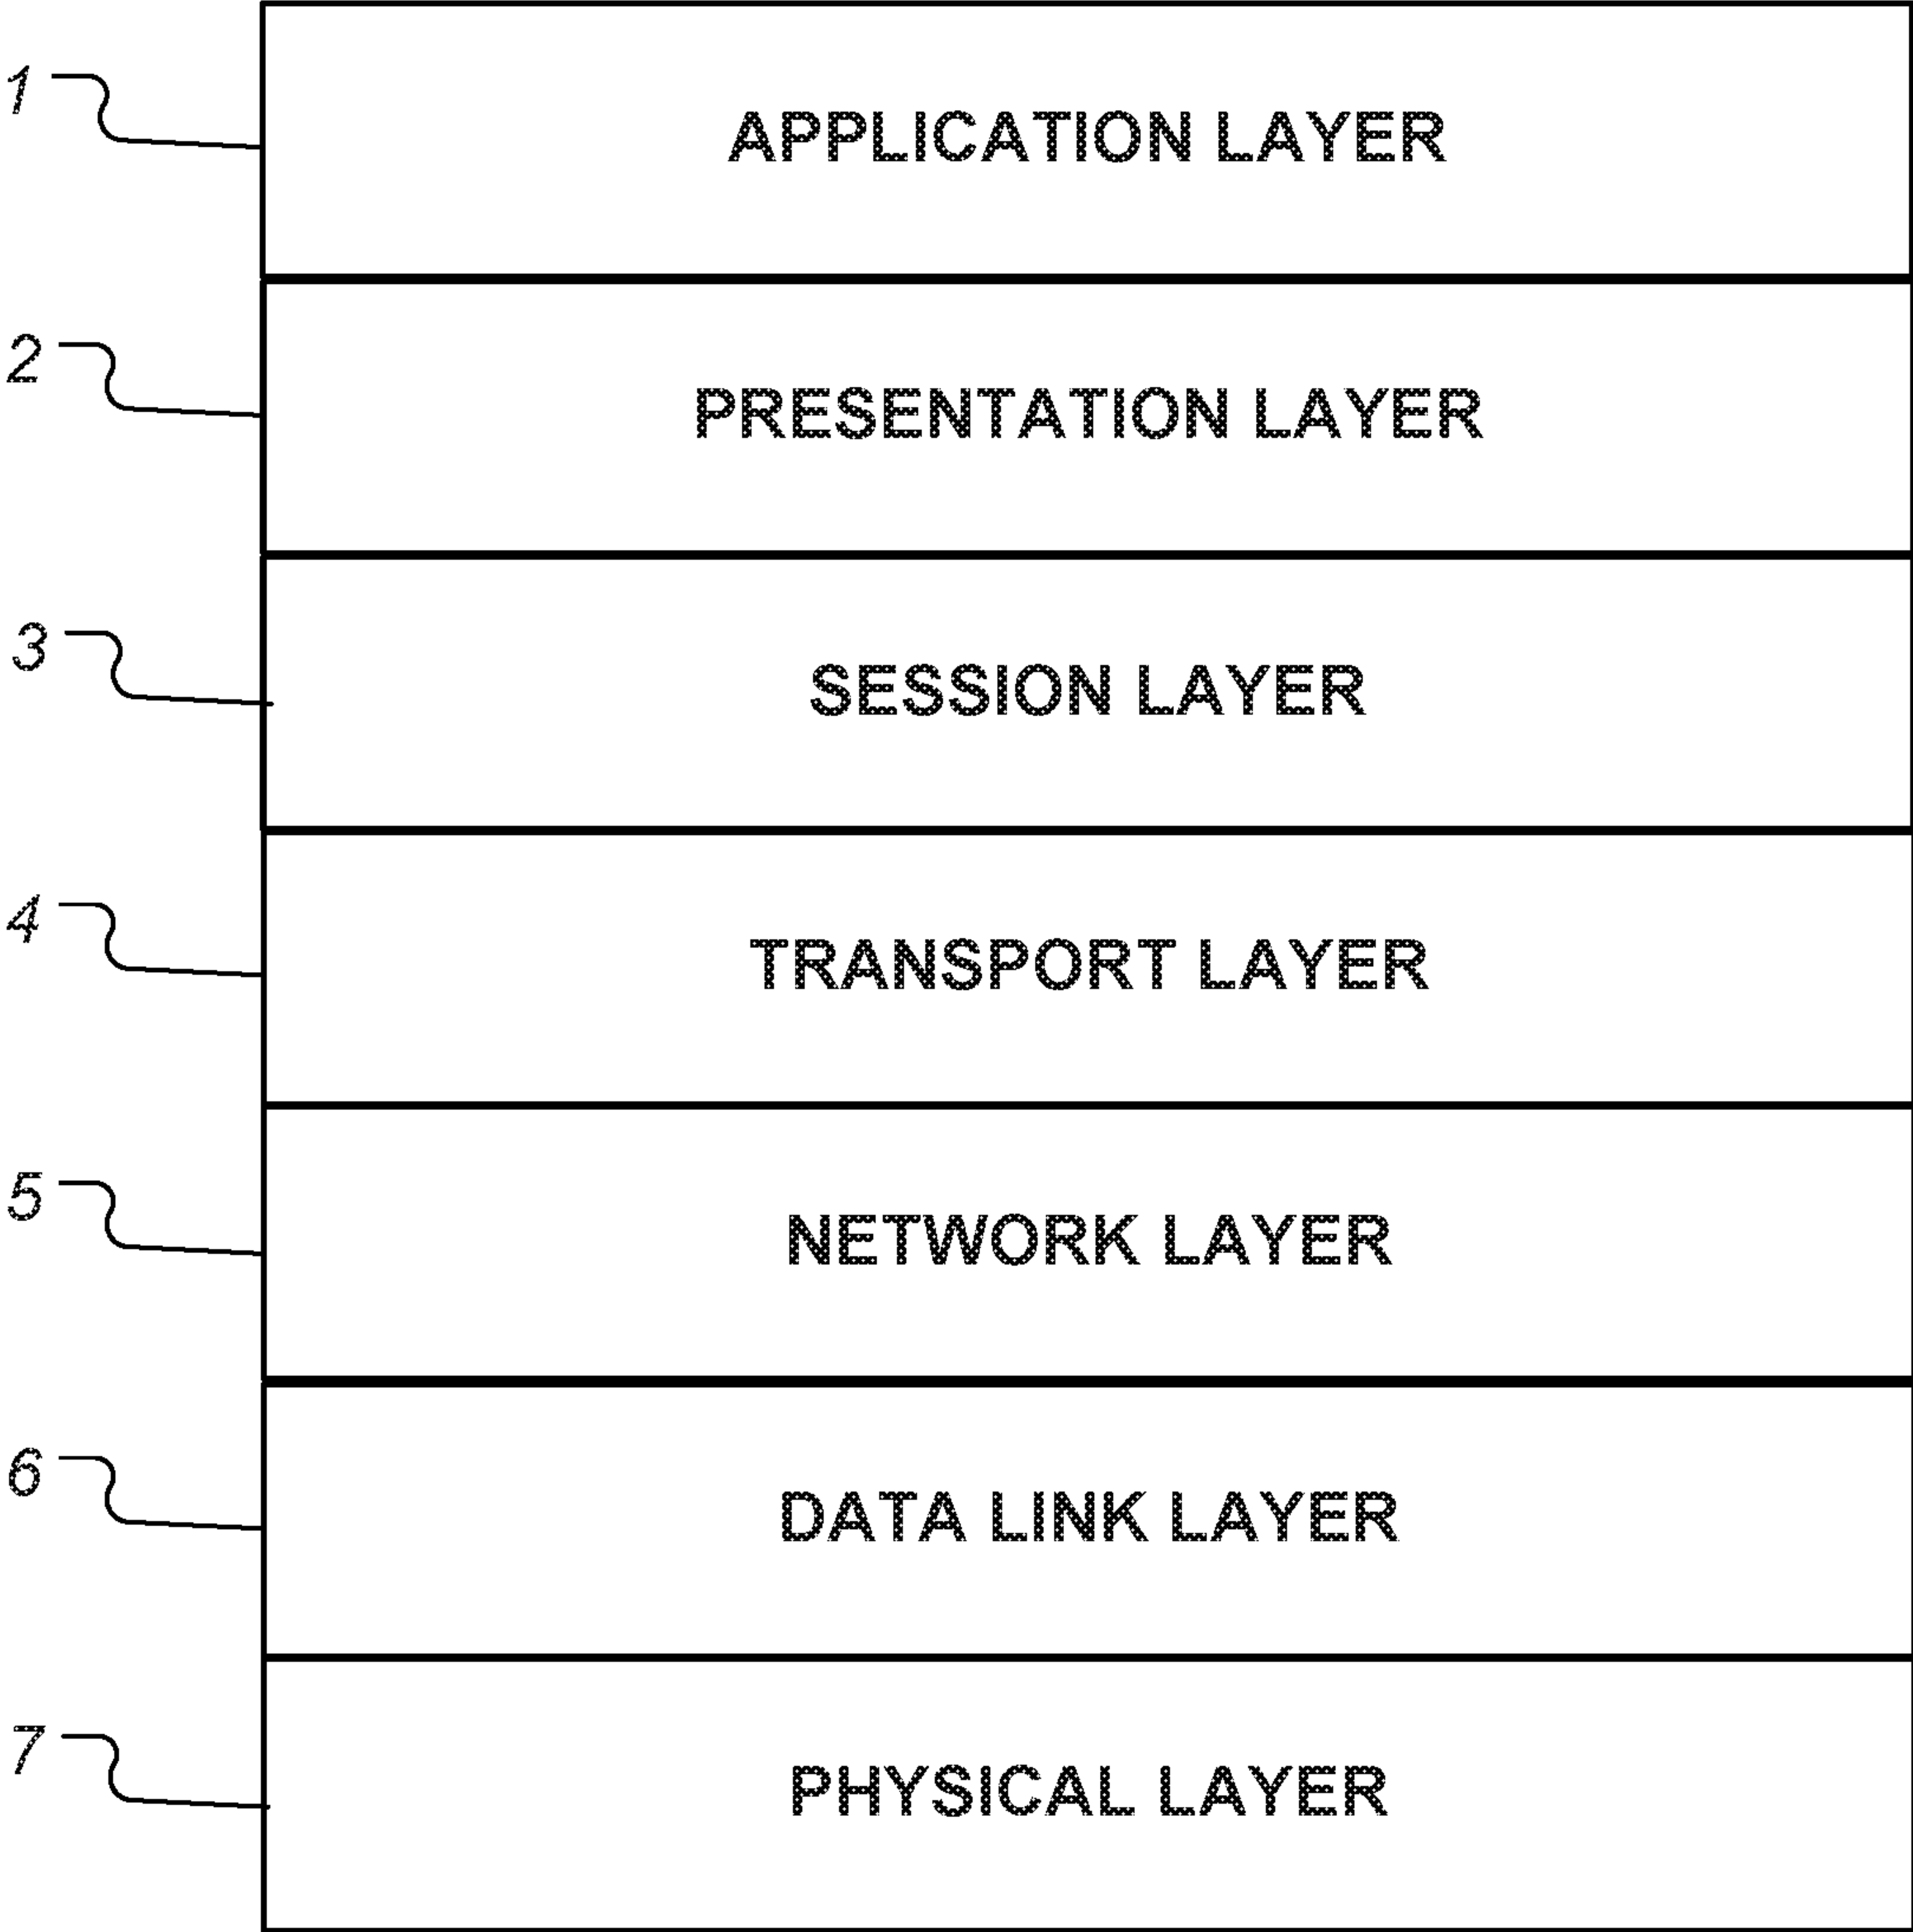 1 APPLICATION LAYER
2 PRESENTATION LAYER
3 SESSION LAYER
4 TRANSPORT LAYER
5 NETWORK LAYER
6 DATA LINK LAYER
7 PHYSICAL LAYER